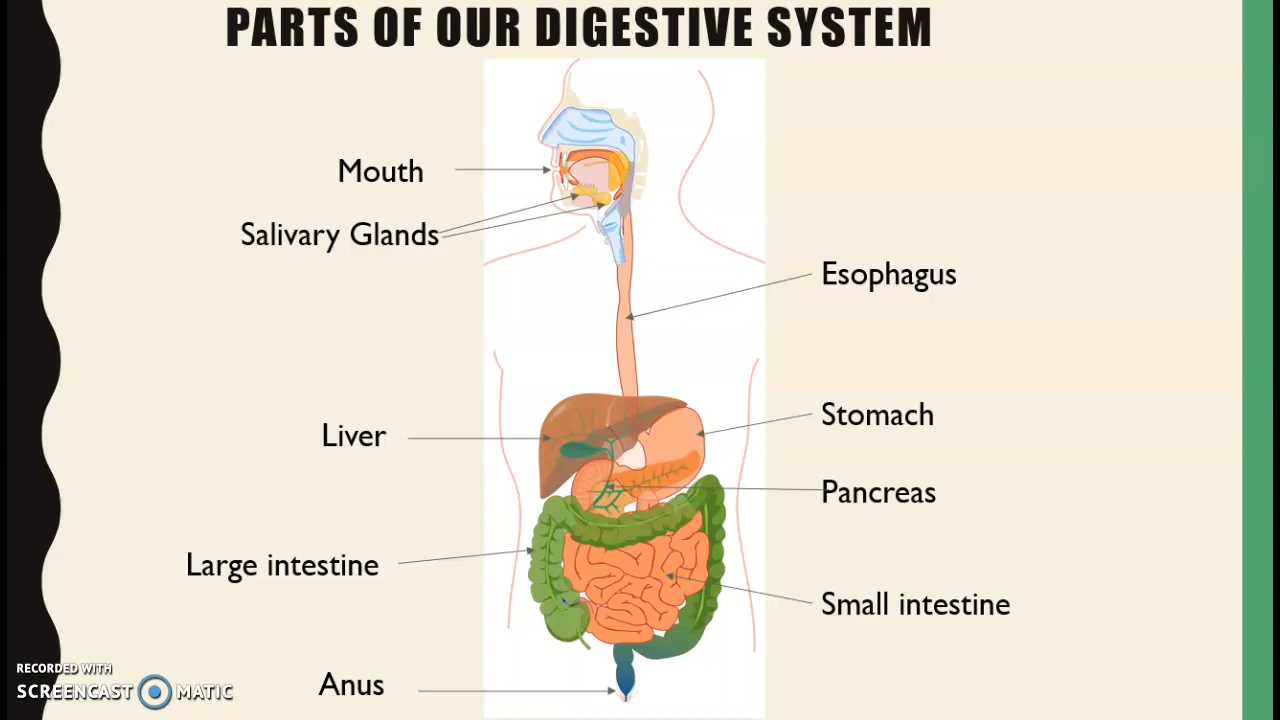 PARTS OF OUR DIGESTIVE SYSTEM
Mouth
Salivary Glands
Esophagus
Liver
Stomach
Pancreas
Large intestine
Small intestine
Anus
RECORDED WITH
SCREENCAST MATIC